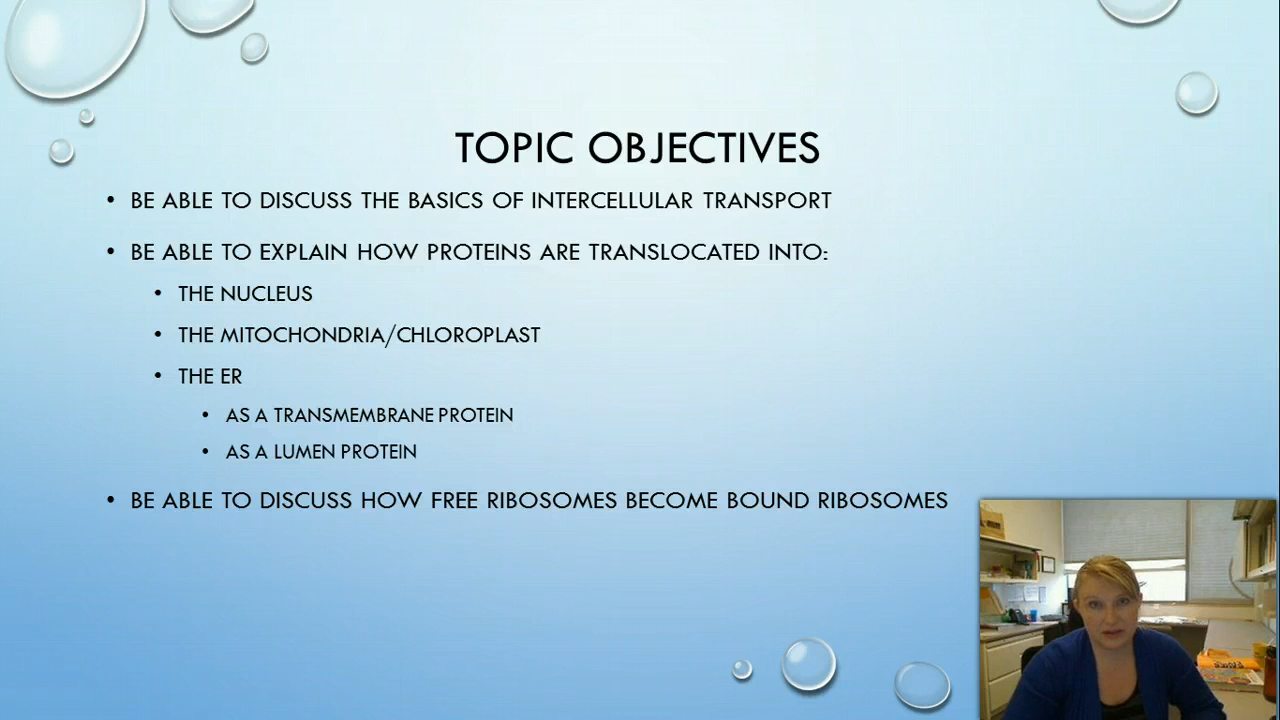 TOPIC OBJECTIVES
• BE ABLE TO DISCUSS THE BASICS OF INTERCELLULAR TRANSPORT
• BE ABLE TO EXPLAIN HOW PROTEINS ARE TRANSLOCATED INTO:
• THE NUCLEUS
• THE MITOCHONDRIA/CHLOROPLAST
• THE ER
• AS A TRANSMEMBRANE PROTEIN
• AS A LUMEN PROTEIN
• BE ABLE TO DISCUSS HOW FREE RIBOSOMES BECOME BOUND RIBOSOMES